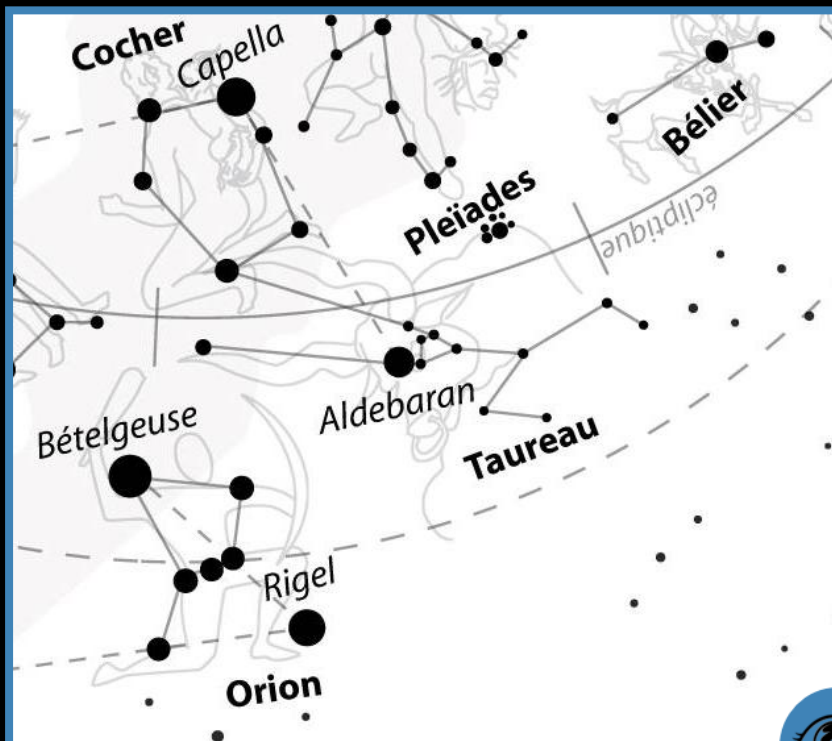 Cocher
Capella
Bélier
Pleïades
écliptique
Aldebaran
Bételgeuse
Taureau
Rigel
Orion